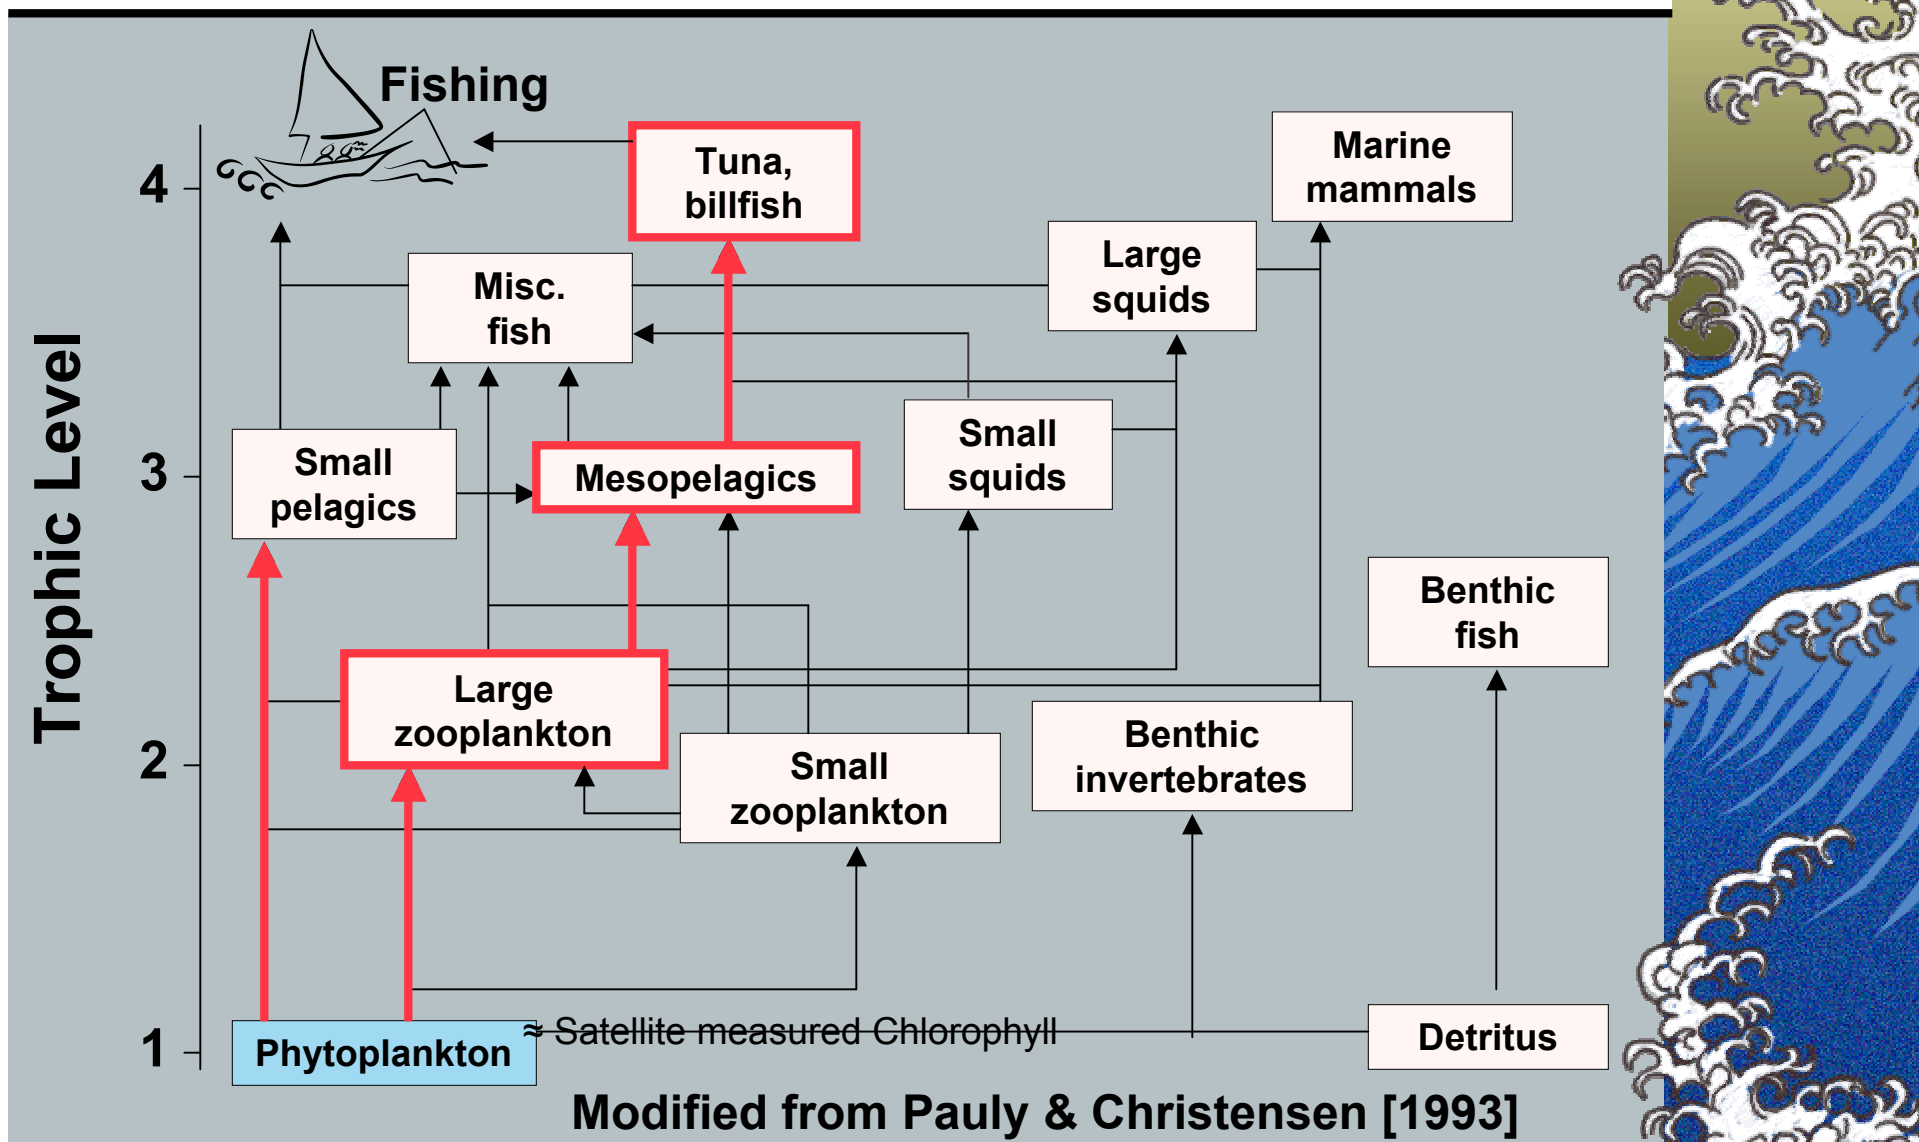 Fishing
Trophic Level
4
3
2
1
Tuna,
billfish
Marine
mammals
Large
squids
Misc.
fish
Small
squids
Small
pelagics
Mesopelagics
Benthic
fish
Large
zooplankton
Small
zooplankton
Benthic
invertebrates
Phytoplankton
≈ Satellite measured Chlorophyll
Detritus
Modified from Pauly & Christensen [1993]